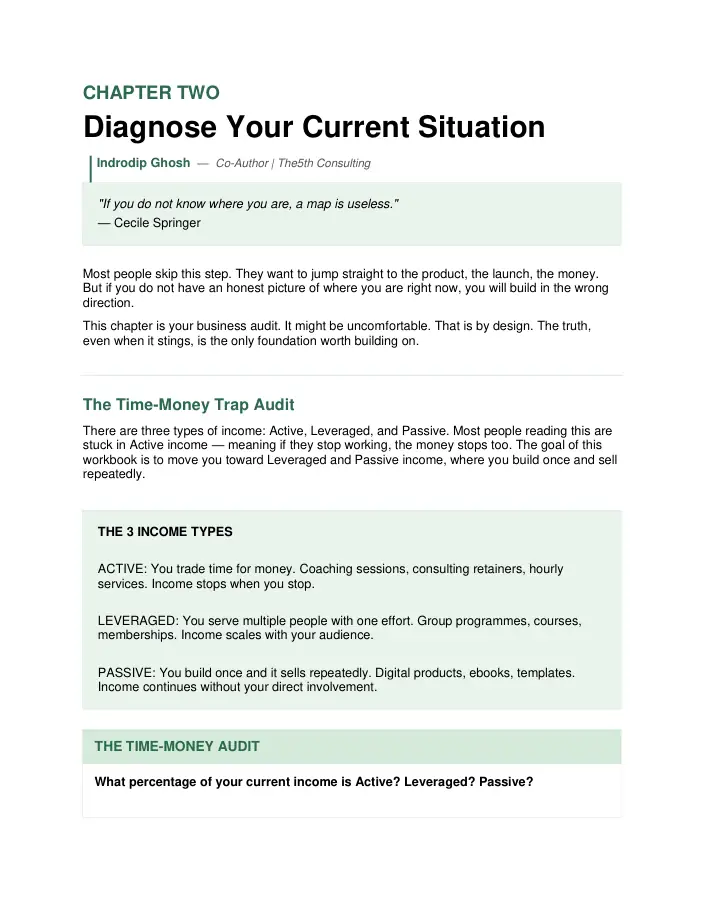 CHAPTER TWO
Diagnose Your Current Situation
Indrodip Ghosh — Co-Author | The5th Consulting
"If you do not know where you are, a map is useless."
— Cecile Springer
Most people skip this step. They want to jump straight to the product, the launch, the money.
But if you do not have an honest picture of where you are right now, you will build in the wrong
direction.
This chapter is your business audit. It might be uncomfortable. That is by design. The truth,
even when it stings, is the only foundation worth building on.
The Time-Money Trap Audit
There are three types of income: Active, Leveraged, and Passive. Most people reading this are
stuck in Active income — meaning if they stop working, the money stops too. The goal of this
workbook is to move you toward Leveraged and Passive income, where you build once and sell
repeatedly.
THE 3 INCOME TYPES
ACTIVE: You trade time for money. Coaching sessions, consulting retainers, hourly
services. Income stops when you stop.
LEVERAGED: You serve multiple people with one effort. Group programmes, courses,
memberships. Income scales with your audience.
PASSIVE: You build once and it sells repeatedly. Digital products, ebooks, templates.
Income continues without your direct involvement.
THE TIME-MONEY AUDIT
What percentage of your current income is Active? Leveraged? Passive?